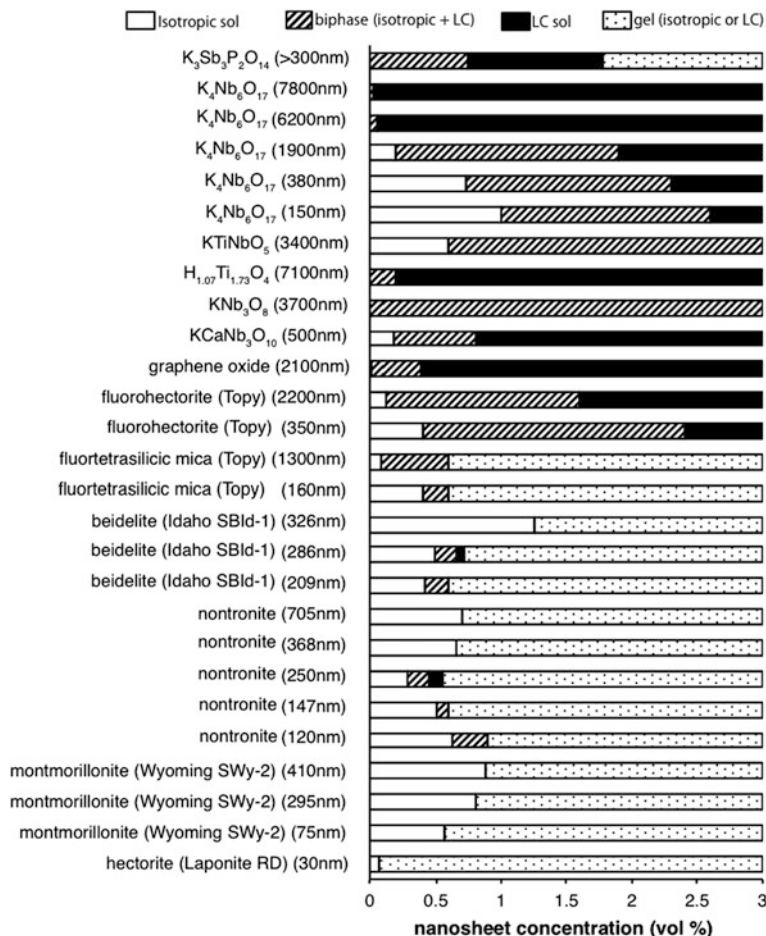 Isotropic sol biphase (isotropic + LC) LC sol gel (isotropic or LC)
K₃Sb₃P₂O₁₄ (>300nm)
K₄Nb₆O₁₇ (7800nm)
K₄Nb₆O₁₇ (6200nm)
K₄Nb₆O₁₇ (1900nm)
K₄Nb₆O₁₇ (380nm)
K₄Nb₆O₁₇ (150nm)
KTiNbO₅ (3400nm)
H₁.₀₇Ti₁.₇₃O₄ (7100nm)
KNb₃O₈ (3700nm)
KCaNb₃O₁₀ (500nm)
graphene oxide (2100nm)
fluorohectorite (Topy) (2200nm)
fluorohectorite (Topy) (350nm)
fluortetrasilicic mica (Topy) (1300nm)
fluortetrasilicic mica (Topy) (160nm)
beidelite (Idaho SBId-1) (326nm)
beidelite (Idaho SBId-1) (286nm)
beidelite (Idaho SBId-1) (209nm)
nontronite (705nm)
nontronite (368nm)
nontronite (250nm)
nontronite (147nm)
nontronite (120nm)
montmorillonite (Wyoming SWy-2) (410nm)
montmorillonite (Wyoming SWy-2) (295nm)
montmorillonite (Wyoming SWy-2) (75nm)
hectorite (Laponite RD) (30nm)
0 0.5 1 1.5 2 2.5 3
nanosheet concentration (vol %)